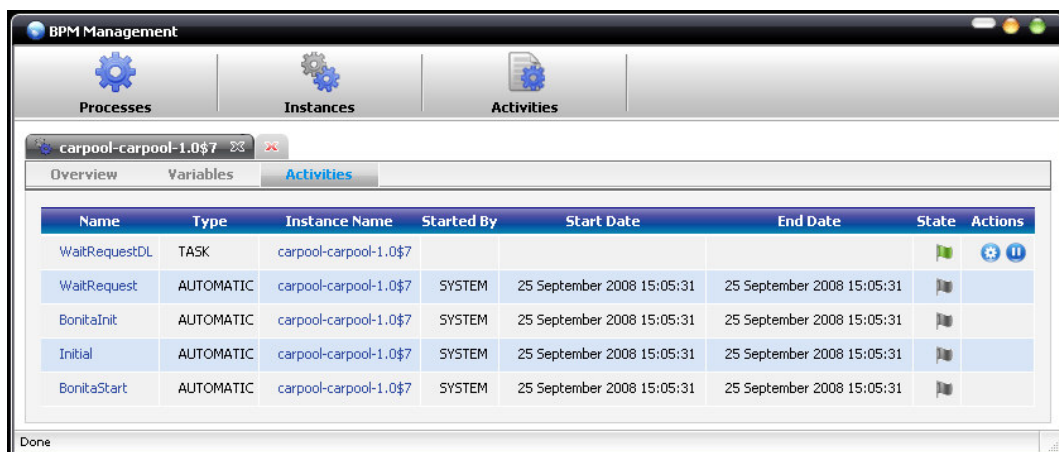 BPM Management
Processes Instances Activities
carpool-carpool-1.0$7
Overview Variables Activities
Name Type Instance Name Started By Start Date End Date State Actions
WaitRequestDL TASK carpool-carpool-1.0$7
WaitRequest AUTOMATIC carpool-carpool-1.0$7 SYSTEM 25 September 2008 15:05:31 25 September 2008 15:05:31
BonitaInit AUTOMATIC carpool-carpool-1.0$7 SYSTEM 25 September 2008 15:05:31 25 September 2008 15:05:31
Initial AUTOMATIC carpool-carpool-1.0$7 SYSTEM 25 September 2008 15:05:31 25 September 2008 15:05:31
BonitaStart AUTOMATIC carpool-carpool-1.0$7 SYSTEM 25 September 2008 15:05:31 25 September 2008 15:05:31
Done